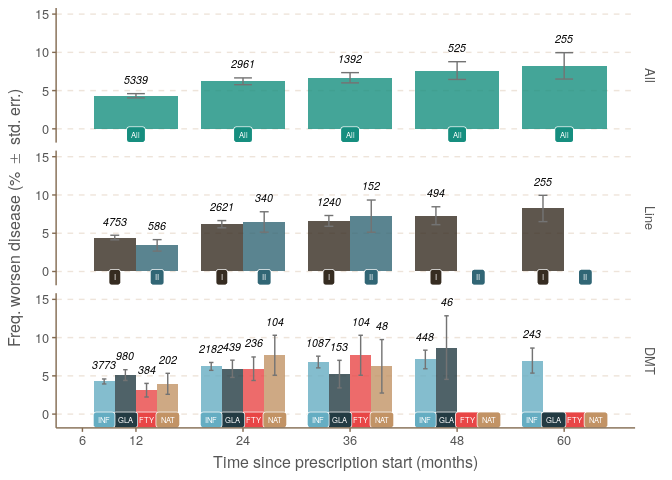 Freq. worsen disease (% ± std. err.)
15
10
5
0
5339
2961
1392
525
255
All
All
All
All
All
All
15
10
5
0
4753
586
2621
340
1240
152
494
255
I
II
I
II
I
II
I
II
I
II
Line
15
10
5
0
3773
980
384
202
2182
439
236
104
1087
153
104
48
448
46
243
INF
GLA
FTY
NAT
INF
GLA
FTY
NAT
INF
GLA
FTY
NAT
INF
GLA
FTY
NAT
INF
GLA
FTY
NAT
DMT
6
12
24
36
48
60
Time since prescription start (months)